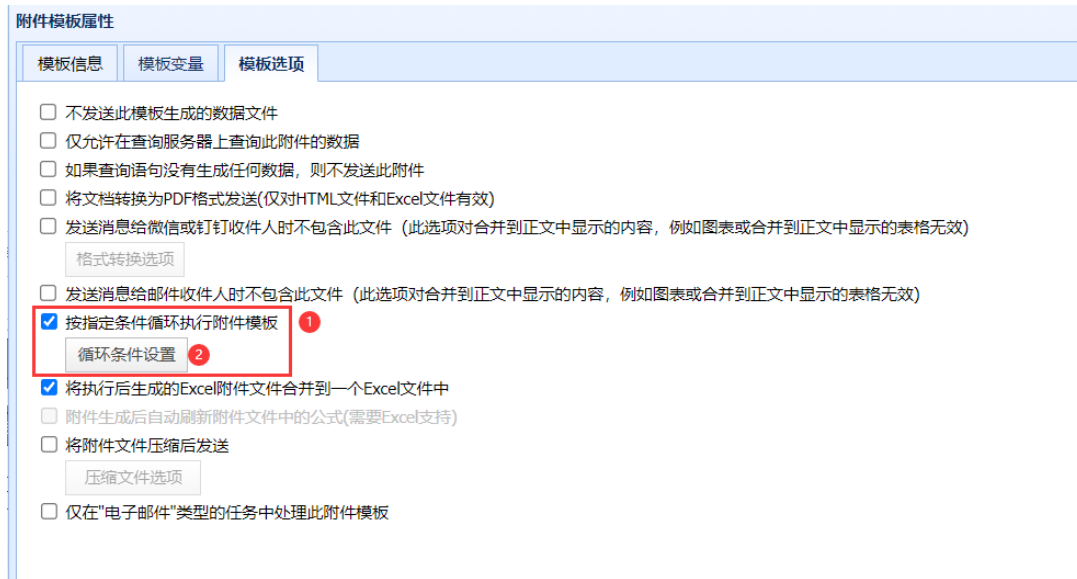 附件模板属性
模板信息 模板变量 模板选项
不发送此模板生成的数据文件
仅允许在查询服务器上查询此附件的数据
如果查询语句没有生成任何数据，则不发送此附件
将文档转换为PDF格式发送(仅对HTML文件和Excel文件有效)
发送消息给微信或钉钉收件人时不包含此文件（此选项对合并到正文中显示的内容，例如图表或合并到正文中显示的表格无效)
格式转换选项
发送消息给邮件收件人时不包含此文件（此选项对合并到正文中显示的内容，例如图表或合并到正文中显示的表格无效)
按指定条件循环执行附件模板 1
循环条件设置 2
将执行后生成的Excel附件文件合并到一个Excel文件中
附件生成后自动刷新附件文件中的公式(需要Excel支持)
将附件文件压缩后发送
压缩文件选项
仅在"电子邮件"类型的任务中处理此附件模板